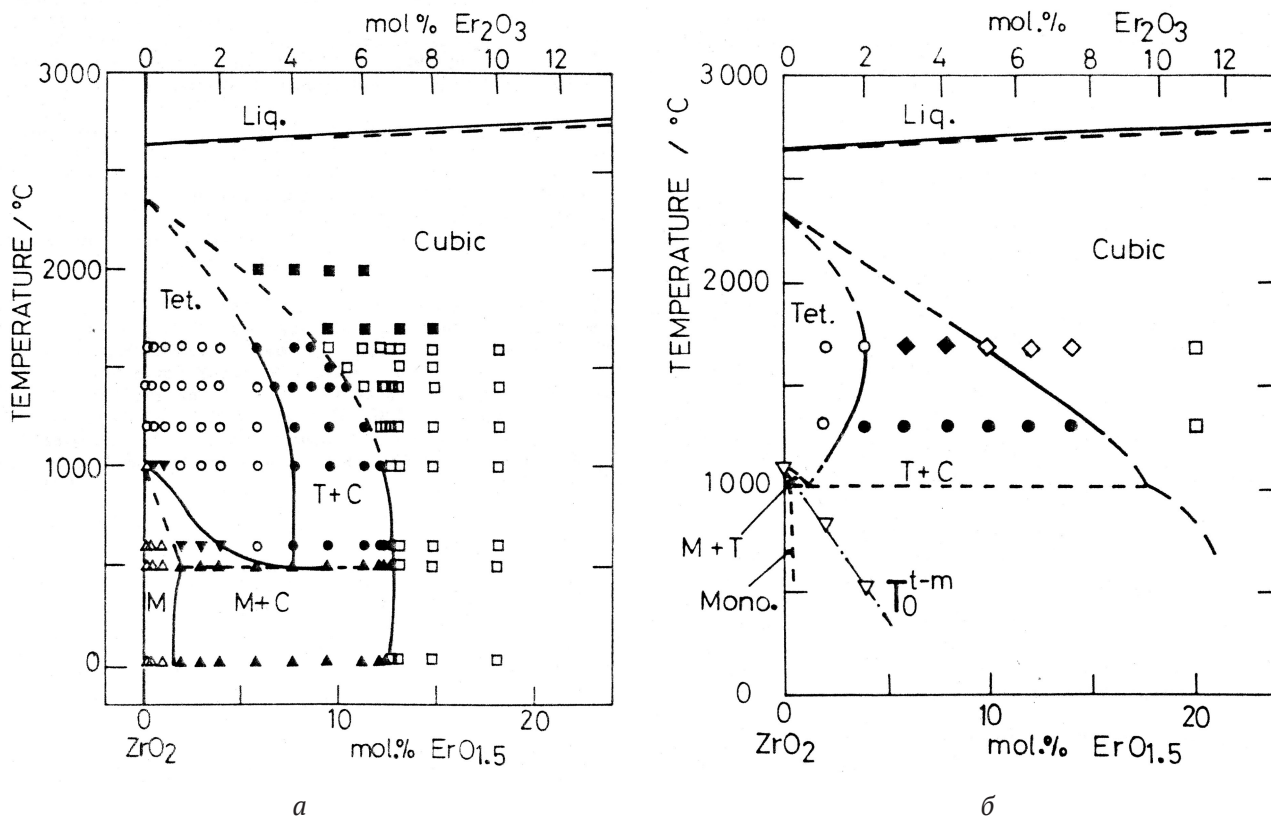 mol.% Er2O3
0 2 4 6 8 10 12
3000
2000
1000
0
TEMPERATURE / °C
Liq.
Cubic
Tet.
T+C
M
M+C
0 10 20
ZrO2 mol.% ErO1.5
а
mol.% Er2O3
0 2 4 6 8 10 12
3000
2000
1000
0
TEMPERATURE / °C
Liq.
Cubic
Tet.
T+C
M+T
Mono.
T0 t-m
0 10 20
ZrO2 mol.% ErO1.5
б